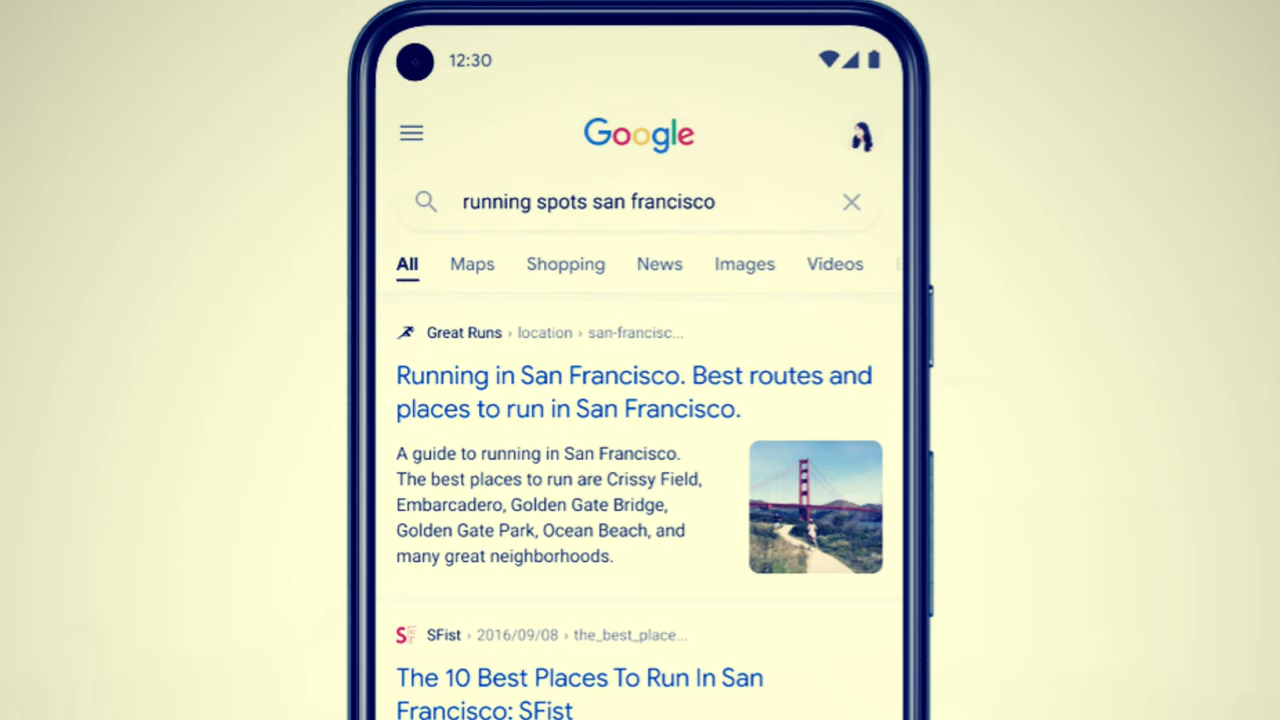 12:30
Google
running spots san francisco
All Maps Shopping News Images Videos
Great Runs › location › san-francisc...
Running in San Francisco. Best routes and
places to run in San Francisco.
A guide to running in San Francisco.
The best places to run are Crissy Field,
Embarcadero, Golden Gate Bridge,
Golden Gate Park, Ocean Beach, and
many great neighborhoods.
SFist › 2016/09/08 › the_best_place...
The 10 Best Places To Run In San
Francisco: SFist